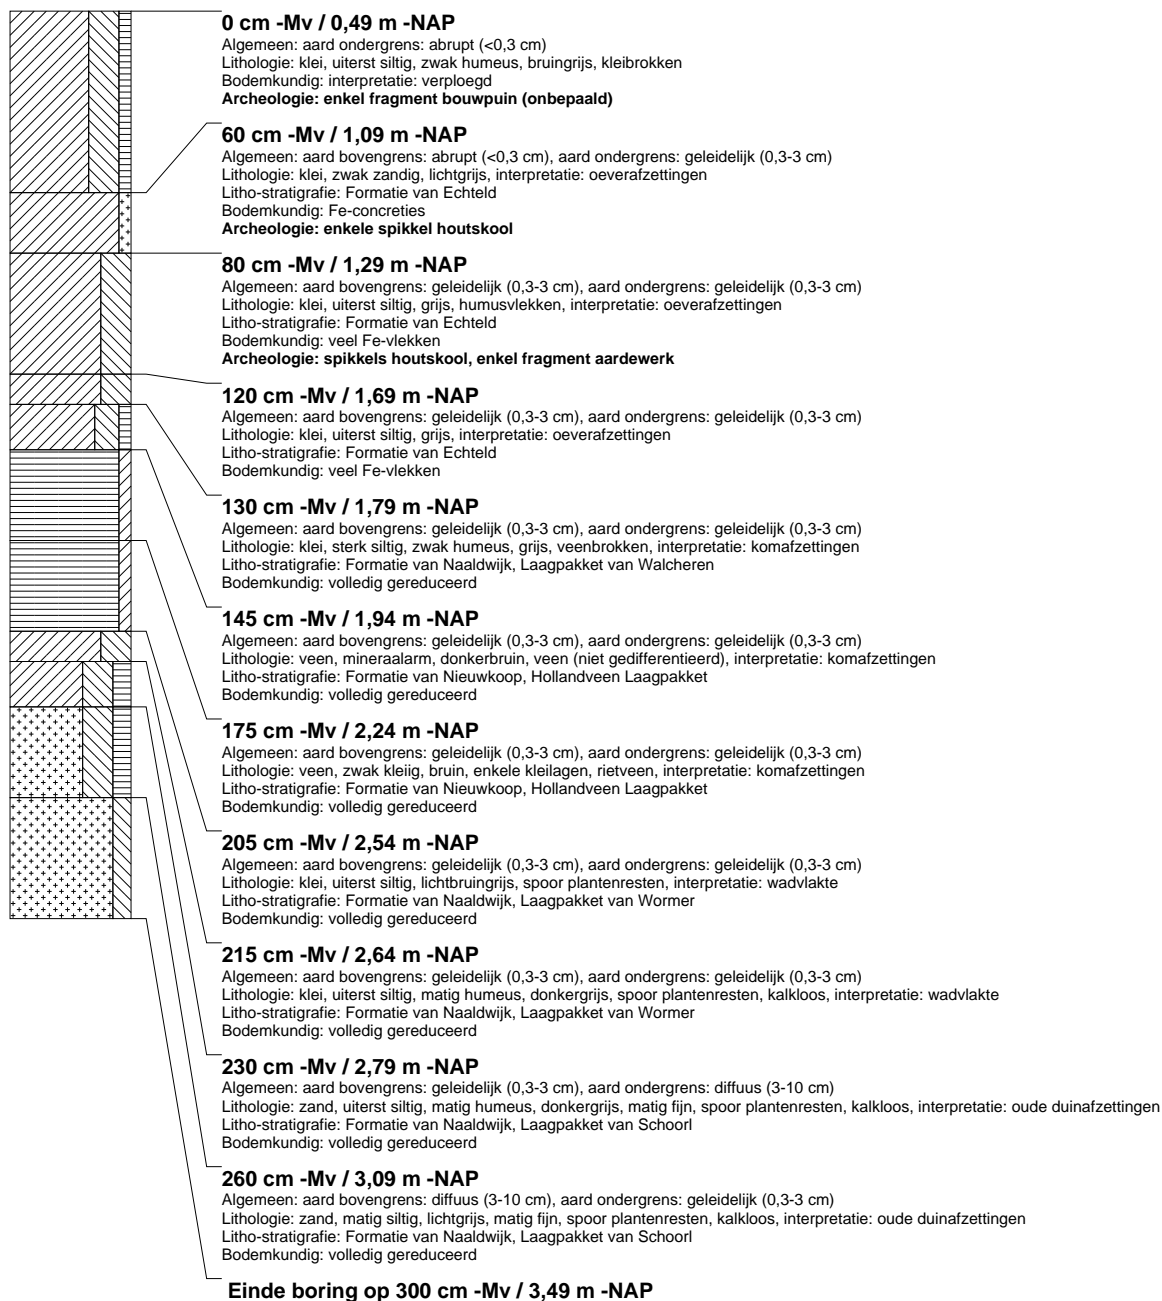 0 cm -Mv / 0,49 m -NAP
Algemeen: aard ondergrens: abrupt (<0,3 cm)
Lithologie: klei, uiterst siltig, zwak humeus, bruingrijs, kleibrokken
Bodemkundig: interpretatie: verploegd
Archeologie: enkel fragment bouwpuin (onbepaald)
60 cm -Mv / 1,09 m -NAP
Algemeen: aard bovengrens: abrupt (<0,3 cm), aard ondergrens: geleidelijk (0,3-3 cm)
Lithologie: klei, zwak zandig, lichtgrijs, interpretatie: oeverafzettingen
Litho-stratigrafie: Formatie van Echteld
Bodemkundig: Fe-concreties
Archeologie: enkele spikkel houtskool
80 cm -Mv / 1,29 m -NAP
Algemeen: aard bovengrens: geleidelijk (0,3-3 cm), aard ondergrens: geleidelijk (0,3-3 cm)
Lithologie: klei, uiterst siltig, grijs, humusvlekken, interpretatie: oeverafzettingen
Litho-stratigrafie: Formatie van Echteld
Bodemkundig: veel Fe-vlekken
Archeologie: spikkels houtskool, enkel fragment aardewerk
120 cm -Mv / 1,69 m -NAP
Algemeen: aard bovengrens: geleidelijk (0,3-3 cm), aard ondergrens: geleidelijk (0,3-3 cm)
Lithologie: klei, uiterst siltig, grijs, interpretatie: oeverafzettingen
Litho-stratigrafie: Formatie van Echteld
Bodemkundig: veel Fe-vlekken
130 cm -Mv / 1,79 m -NAP
Algemeen: aard bovengrens: geleidelijk (0,3-3 cm), aard ondergrens: geleidelijk (0,3-3 cm)
Lithologie: klei, sterk siltig, zwak humeus, grijs, veenbrokken, interpretatie: komafzettingen
Litho-stratigrafie: Formatie van Naaldwijk, Laagpakket van Walcheren
Bodemkundig: volledig gereduceerd
145 cm -Mv / 1,94 m -NAP
Algemeen: aard bovengrens: geleidelijk (0,3-3 cm), aard ondergrens: geleidelijk (0,3-3 cm)
Lithologie: veen, mineraalarm, donkerbruin, veen (niet gedifferentieerd), interpretatie: komafzettingen
Litho-stratigrafie: Formatie van Nieuwkoop, Hollandveen Laagpakket
Bodemkundig: volledig gereduceerd
175 cm -Mv / 2,24 m -NAP
Algemeen: aard bovengrens: geleidelijk (0,3-3 cm), aard ondergrens: geleidelijk (0,3-3 cm)
Lithologie: veen, zwak kleiig, bruin, enkele kleilagen, rietveen, interpretatie: komafzettingen
Litho-stratigrafie: Formatie van Nieuwkoop, Hollandveen Laagpakket
Bodemkundig: volledig gereduceerd
205 cm -Mv / 2,54 m -NAP
Algemeen: aard bovengrens: geleidelijk (0,3-3 cm), aard ondergrens: geleidelijk (0,3-3 cm)
Lithologie: klei, uiterst siltig, lichtbruingrijs, spoor plantenresten, interpretatie: wadvlakte
Litho-stratigrafie: Formatie van Naaldwijk, Laagpakket van Wormer
Bodemkundig: volledig gereduceerd
215 cm -Mv / 2,64 m -NAP
Algemeen: aard bovengrens: geleidelijk (0,3-3 cm), aard ondergrens: geleidelijk (0,3-3 cm)
Lithologie: klei, uiterst siltig, matig humeus, donkergrijs, spoor plantenresten, kalkloos, interpretatie: wadvlakte
Litho-stratigrafie: Formatie van Naaldwijk, Laagpakket van Wormer
Bodemkundig: volledig gereduceerd
230 cm -Mv / 2,79 m -NAP
Algemeen: aard bovengrens: geleidelijk (0,3-3 cm), aard ondergrens: diffuus (3-10 cm)
Lithologie: zand, uiterst siltig, matig humeus, donkergrijs, matig fijn, spoor plantenresten, kalkloos, interpretatie: oude duinafzettingen
Litho-stratigrafie: Formatie van Naaldwijk, Laagpakket van Schoorl
Bodemkundig: volledig gereduceerd
260 cm -Mv / 3,09 m -NAP
Algemeen: aard bovengrens: diffuus (3-10 cm), aard ondergrens: geleidelijk (0,3-3 cm)
Lithologie: zand, matig siltig, lichtgrijs, matig fijn, spoor plantenresten, kalkloos, interpretatie: oude duinafzettingen
Litho-stratigrafie: Formatie van Naaldwijk, Laagpakket van Schoorl
Bodemkundig: volledig gereduceerd
Einde boring op 300 cm -Mv / 3,49 m -NAP